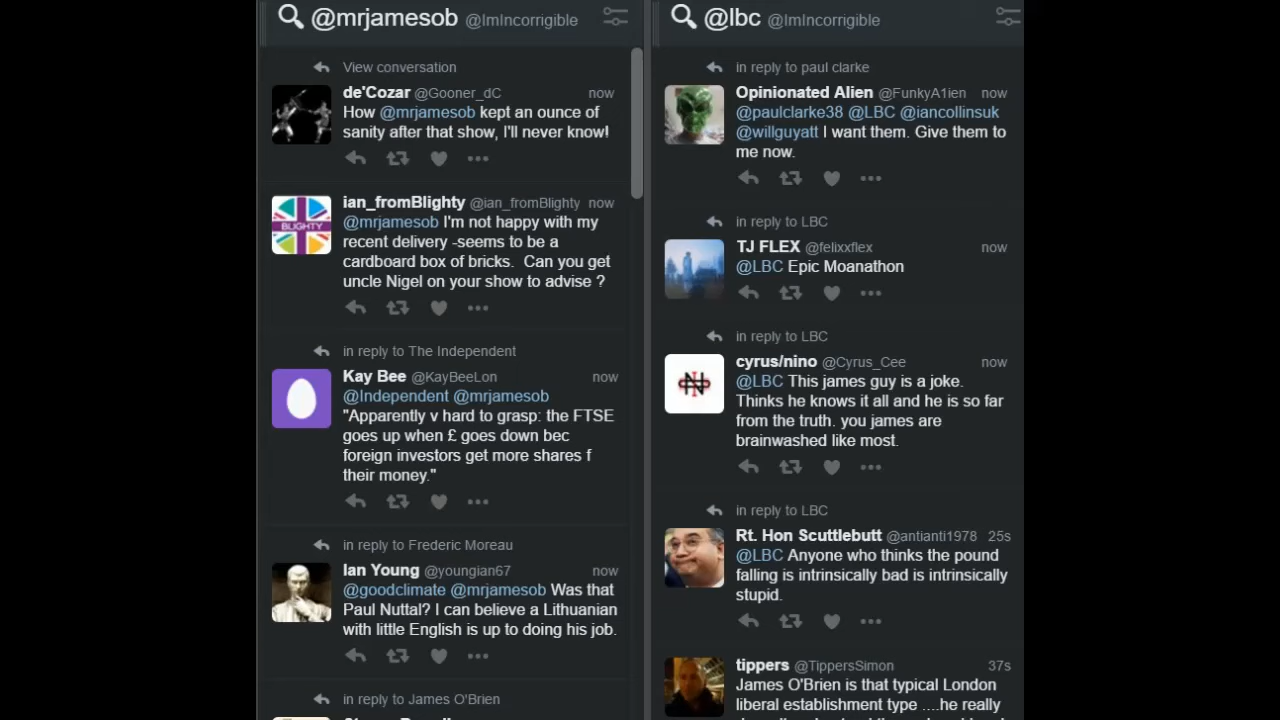 @mrjamesob @ImIncorrigible
View conversation
de'Cozar @Gooner_dC now
How @mrjamesob kept an ounce of
sanity after that show, I'll never know!
ian_fromBlighty @ian_fromBlighty now
BLIGHTY
@mrjamesob I'm not happy with my
recent delivery -seems to be a
cardboard box of bricks. Can you get
uncle Nigel on your show to advise ?
in reply to The Independent
Kay Bee @KayBeeLon now
@Independent @mrjamesob
"Apparently v hard to grasp: the FTSE
goes up when £ goes down bec
foreign investors get more shares f
their money."
in reply to Frederic Moreau
Ian Young @youngian67 now
@goodclimate @mrjamesob Was that
Paul Nuttal? I can believe a Lithuanian
with little English is up to doing his job.
in reply to James O'Brien
@lbc @ImIncorrigible
in reply to paul clarke
Opinionated Alien @FunkyA1ien now
@paulclarke38 @LBC @iancollinsuk
@willguyatt I want them. Give them to
me now.
in reply to LBC
TJ FLEX @felixxflex now
@LBC Epic Moanathon
in reply to LBC
cyrus/nino @Cyrus_Cee now
@LBC This james guy is a joke.
Thinks he knows it all and he is so far
from the truth. you james are
brainwashed like most.
in reply to LBC
Rt. Hon Scuttlebutt @antianti1978 25s
@LBC Anyone who thinks the pound
falling is intrinsically bad is intrinsically
stupid.
tippers @TippersSimon 37s
James O'Brien is that typical London
liberal establishment type ....he really